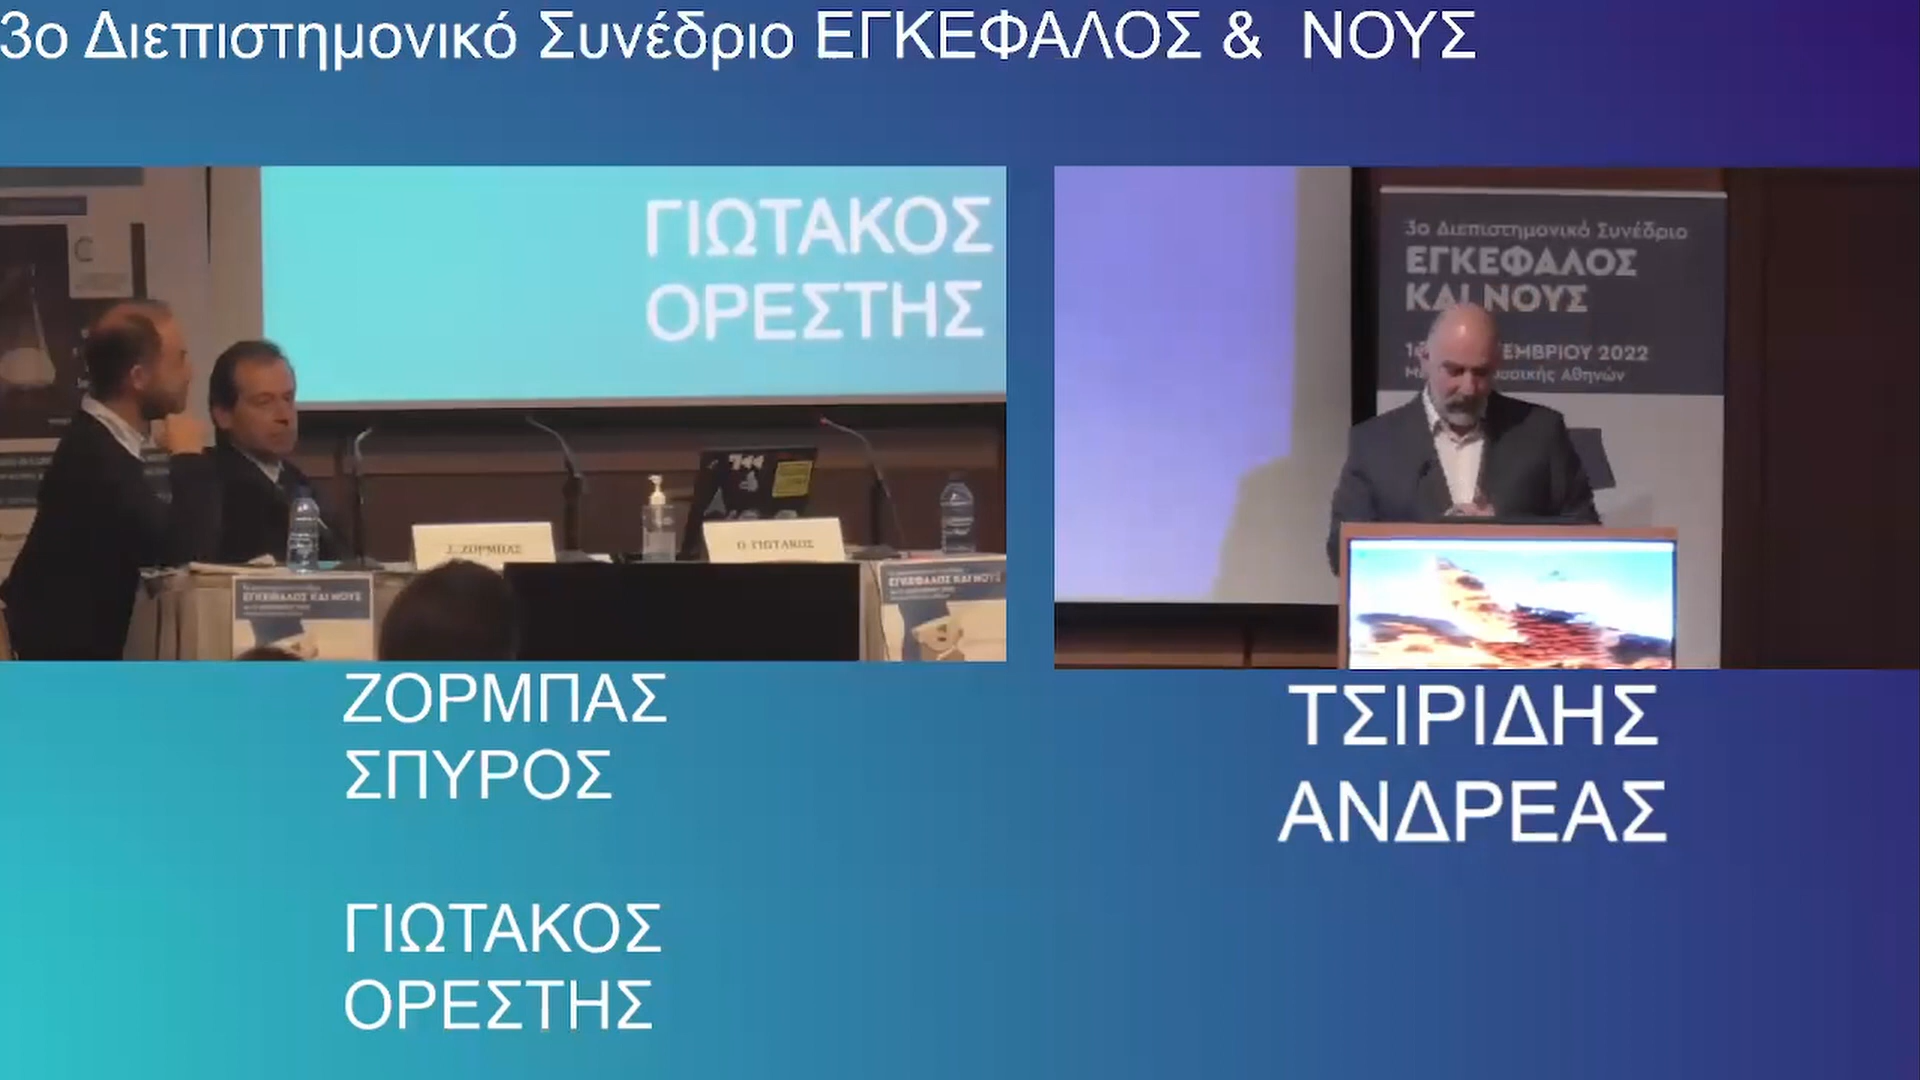 3ο Διεπιστημονικό Συνέδριο ΕΓΚΕΦΑΛΟΣ & ΝΟΥΣ
ΓΙΩΤΑΚΟΣ
ΟΡΕΣΤΗΣ
Σ. ΖΟΡΜΠΑΣ
Ο. ΓΙΩΤΑΚΟΣ
ΕΓΚΕΦΑΛΟΣ ΚΑΙ ΝΟΥΣ
ΕΓΚΕΦΑΛΟΣ ΚΑΙ ΝΟΥΣ
3ο Διεπιστημονικό Συνέδριο
ΕΓΚΕΦΑΛΟΣ
ΚΑΙ ΝΟΥΣ
2022
Αθηνών
ΖΟΡΜΠΑΣ
ΣΠΥΡΟΣ
ΓΙΩΤΑΚΟΣ
ΟΡΕΣΤΗΣ
ΤΣΙΡΙΔΗΣ
ΑΝΔΡΕΑΣ